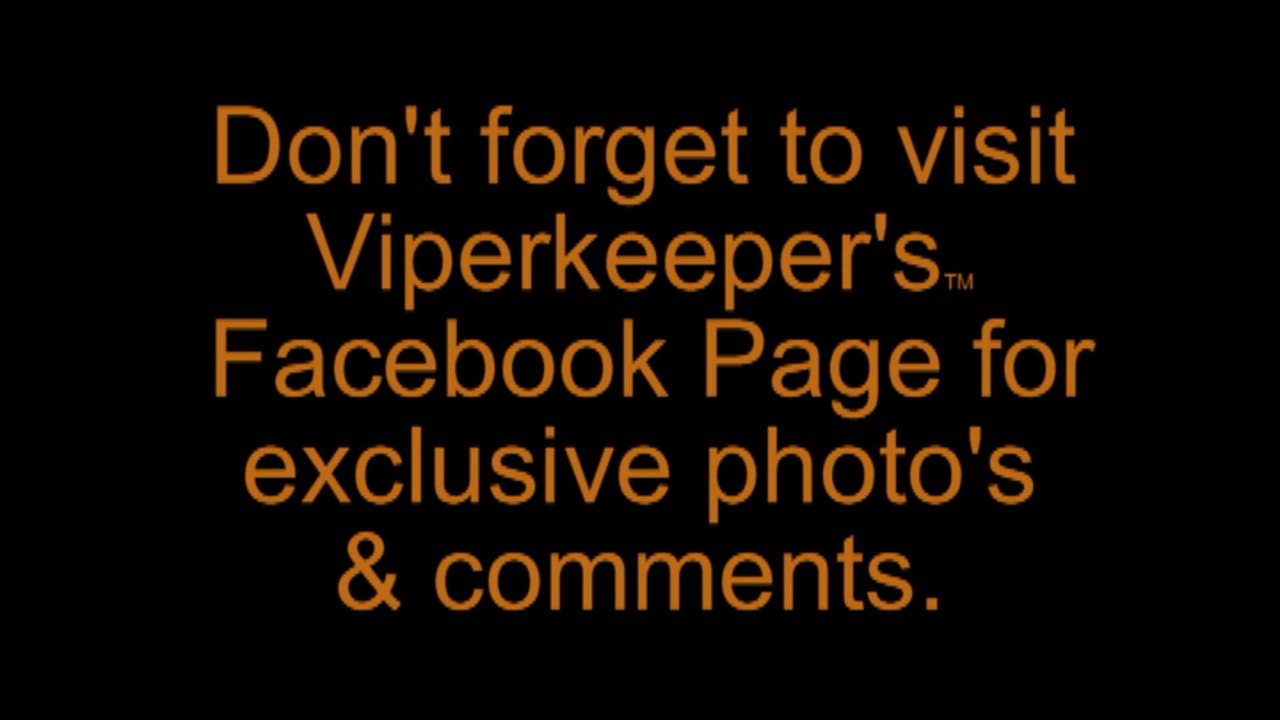 Don't forget to visit
Viperkeeper's™
Facebook Page for
exclusive photo's
& comments.